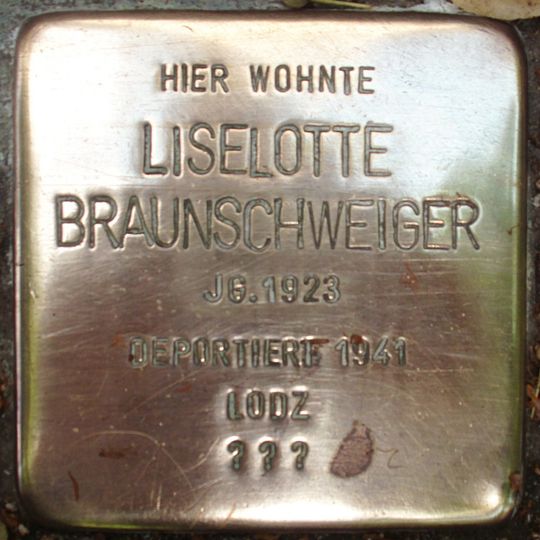 HIER WOHNTE
LISELOTTE
BRAUNSCHWEIGER
JG.1923
DEPORTIERT 1941
LODZ
???